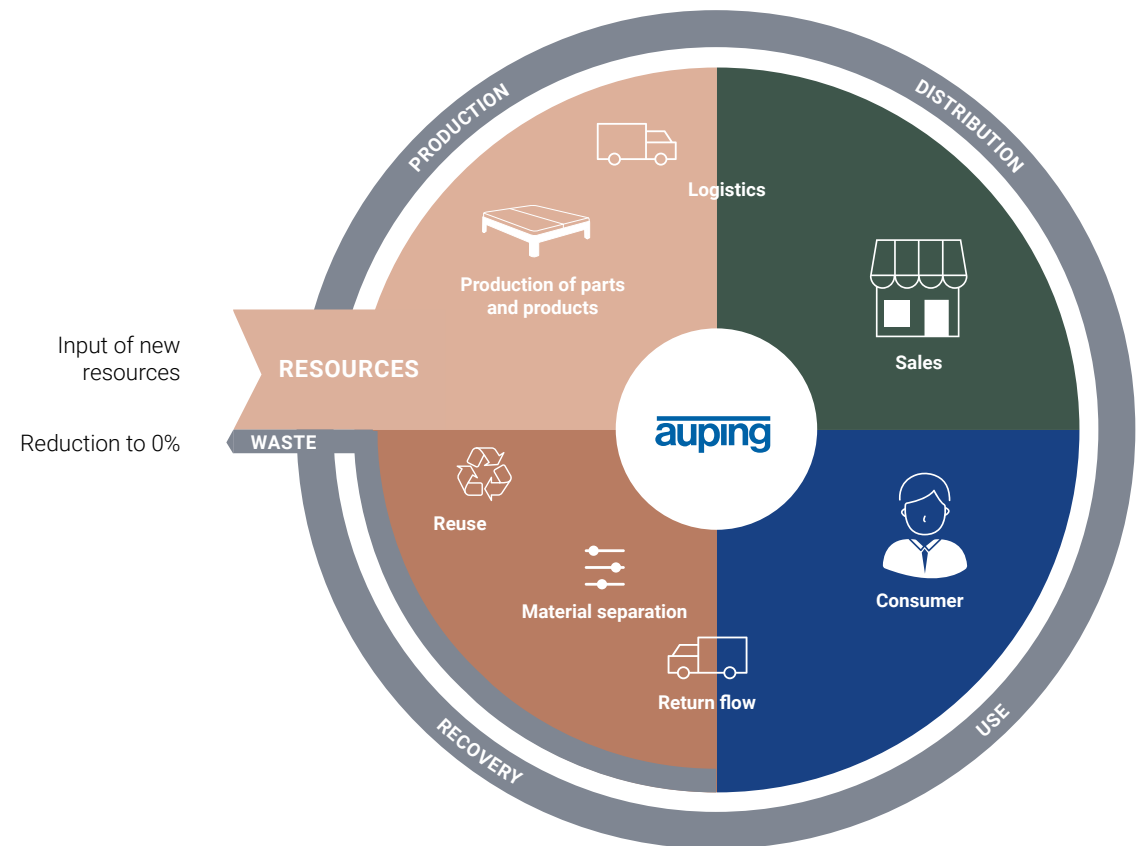 PRODUCTION
DISTRIBUTION
Logistics
Production of parts
and products
Sales
Input of new
resources
RESOURCES
Reduction to 0%
WASTE
auping
Reuse
Material separation
Consumer
Return flow
RECOVERY
USE